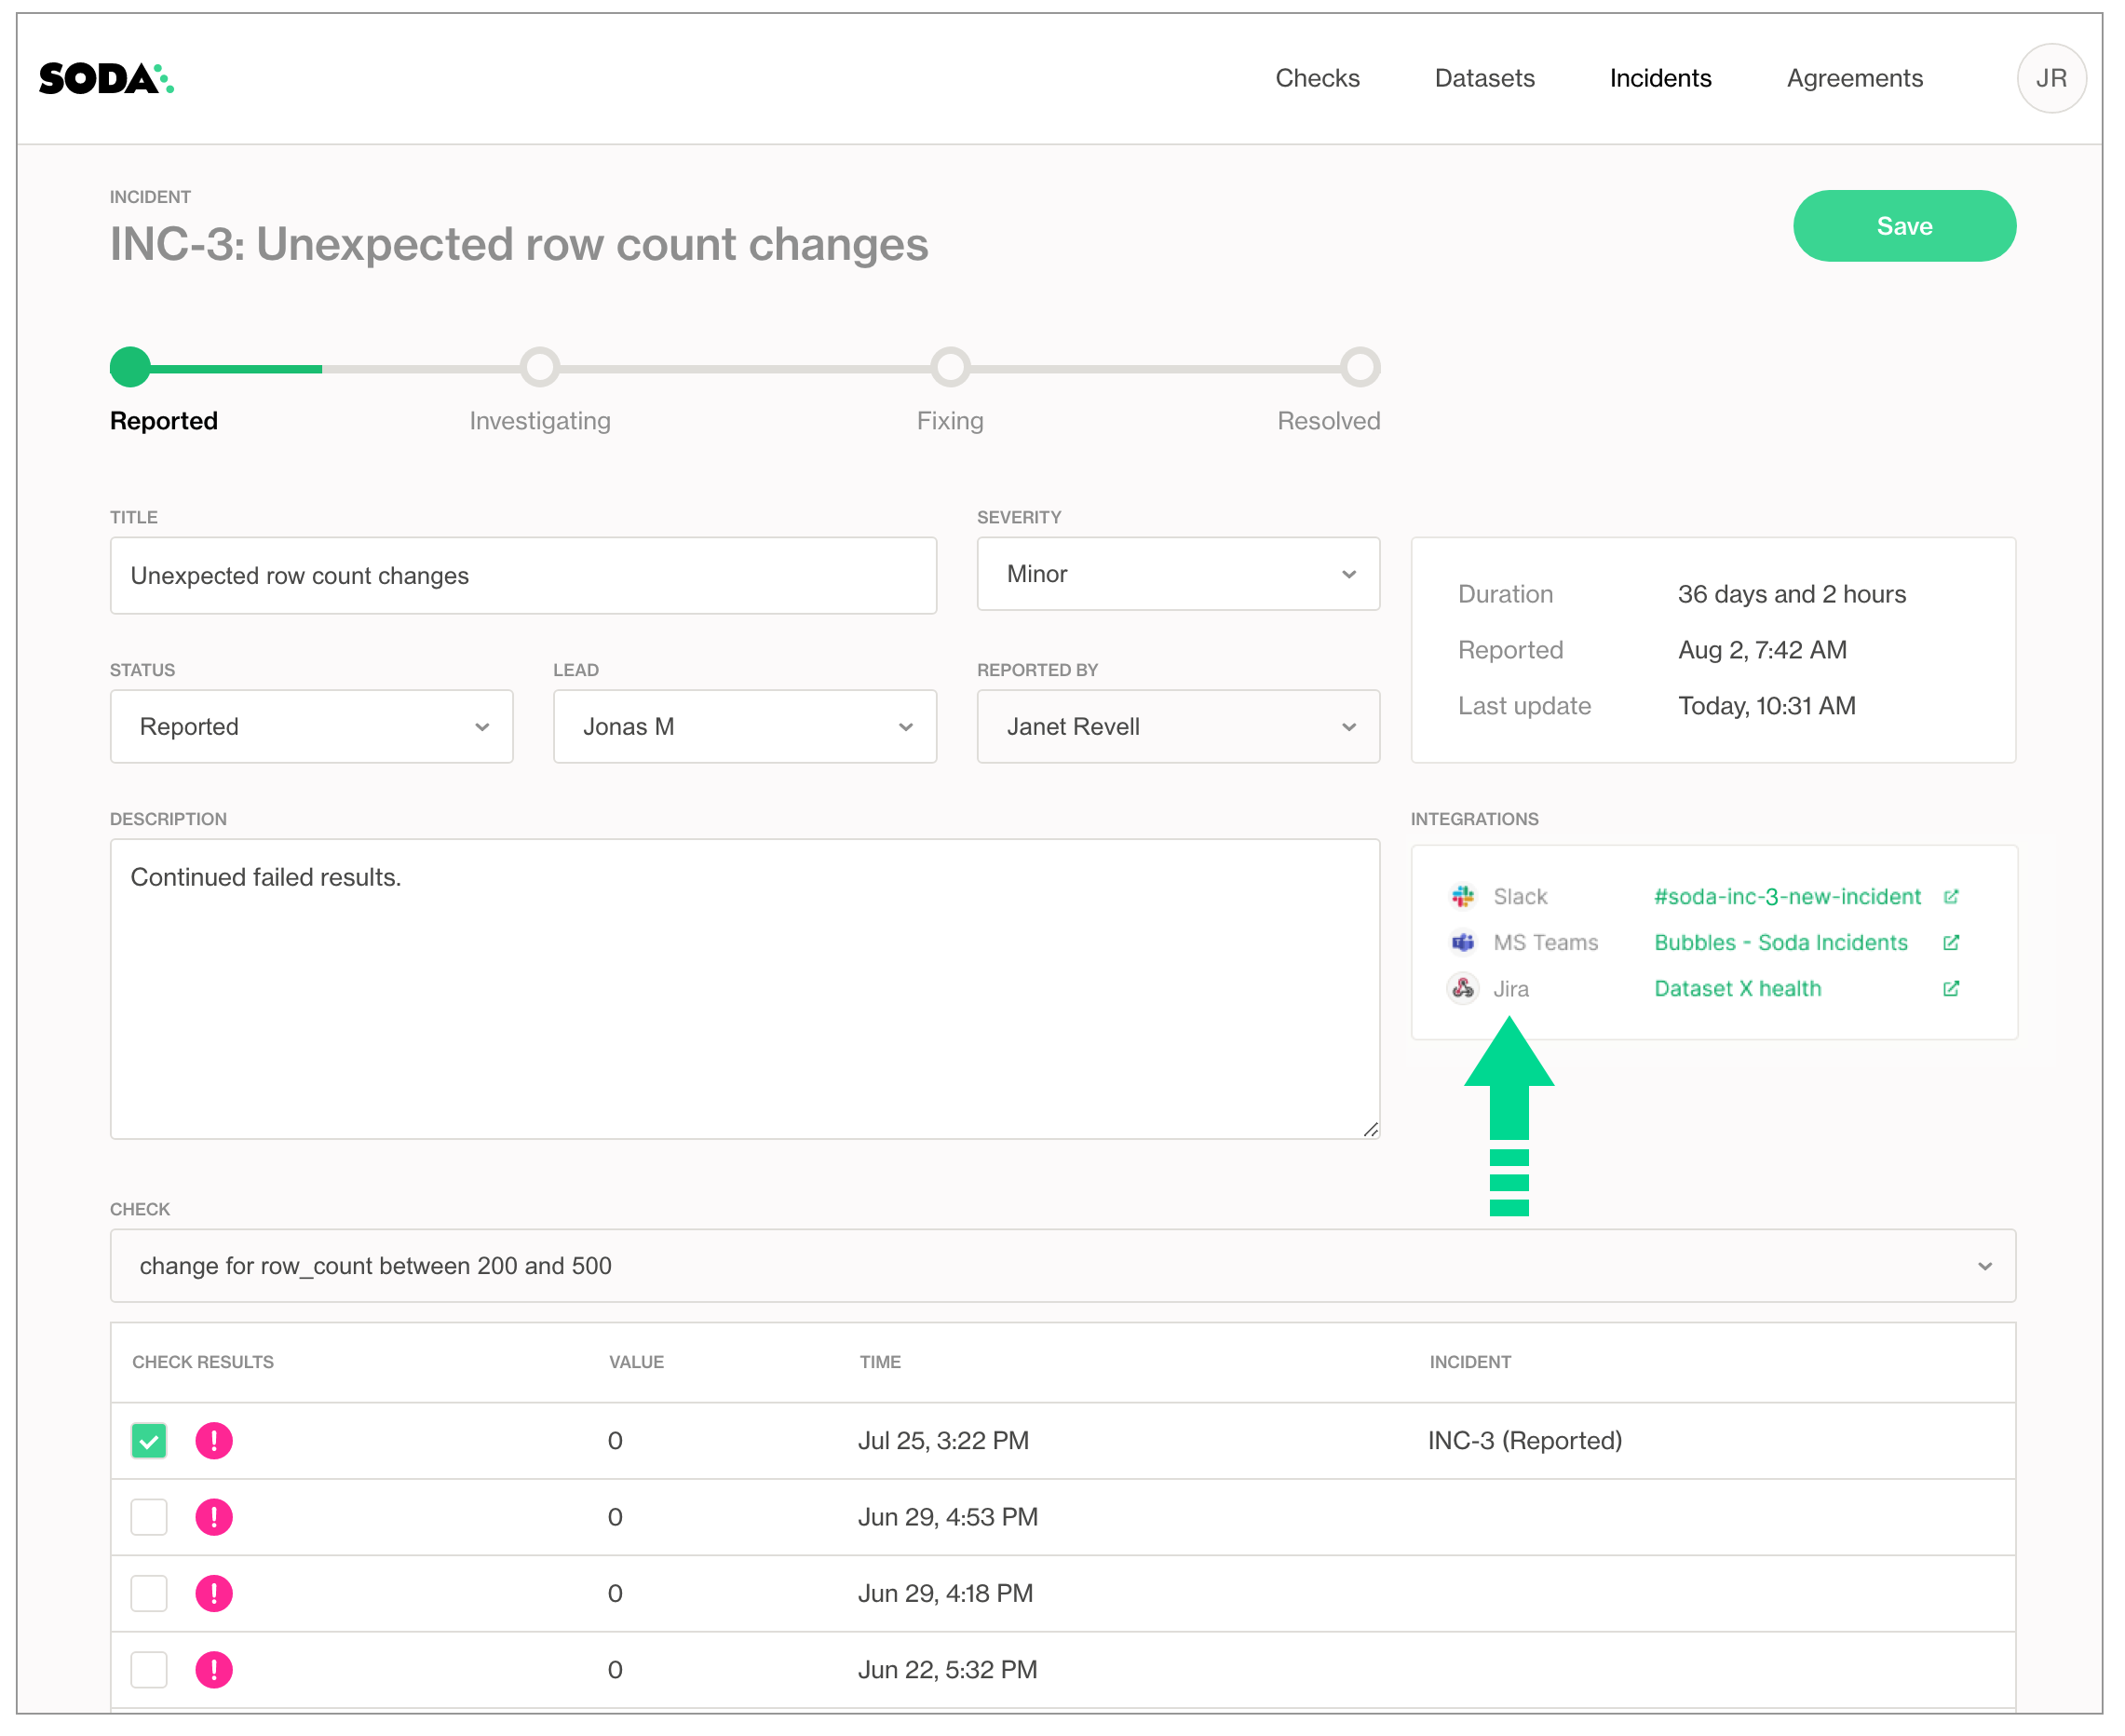 SODA
Checks Datasets Incidents Agreements JR
INCIDENT
INC-3: Unexpected row count changes
Save
Reported Investigating Fixing Resolved
TITLE
Unexpected row count changes
SEVERITY
Minor
Duration 36 days and 2 hours
Reported Aug 2, 7:42 AM
Last update Today, 10:31 AM
STATUS
Reported
LEAD
Jonas M
REPORTED BY
Janet Revell
DESCRIPTION
Continued failed results.
INTEGRATIONS
Slack #soda-inc-3-new-incident
MS Teams Bubbles - Soda Incidents
Jira Dataset X health
CHECK
change for row_count between 200 and 500
CHECK RESULTS VALUE TIME INCIDENT
0 Jul 25, 3:22 PM INC-3 (Reported)
0 Jun 29, 4:53 PM
0 Jun 29, 4:18 PM
0 Jun 22, 5:32 PM